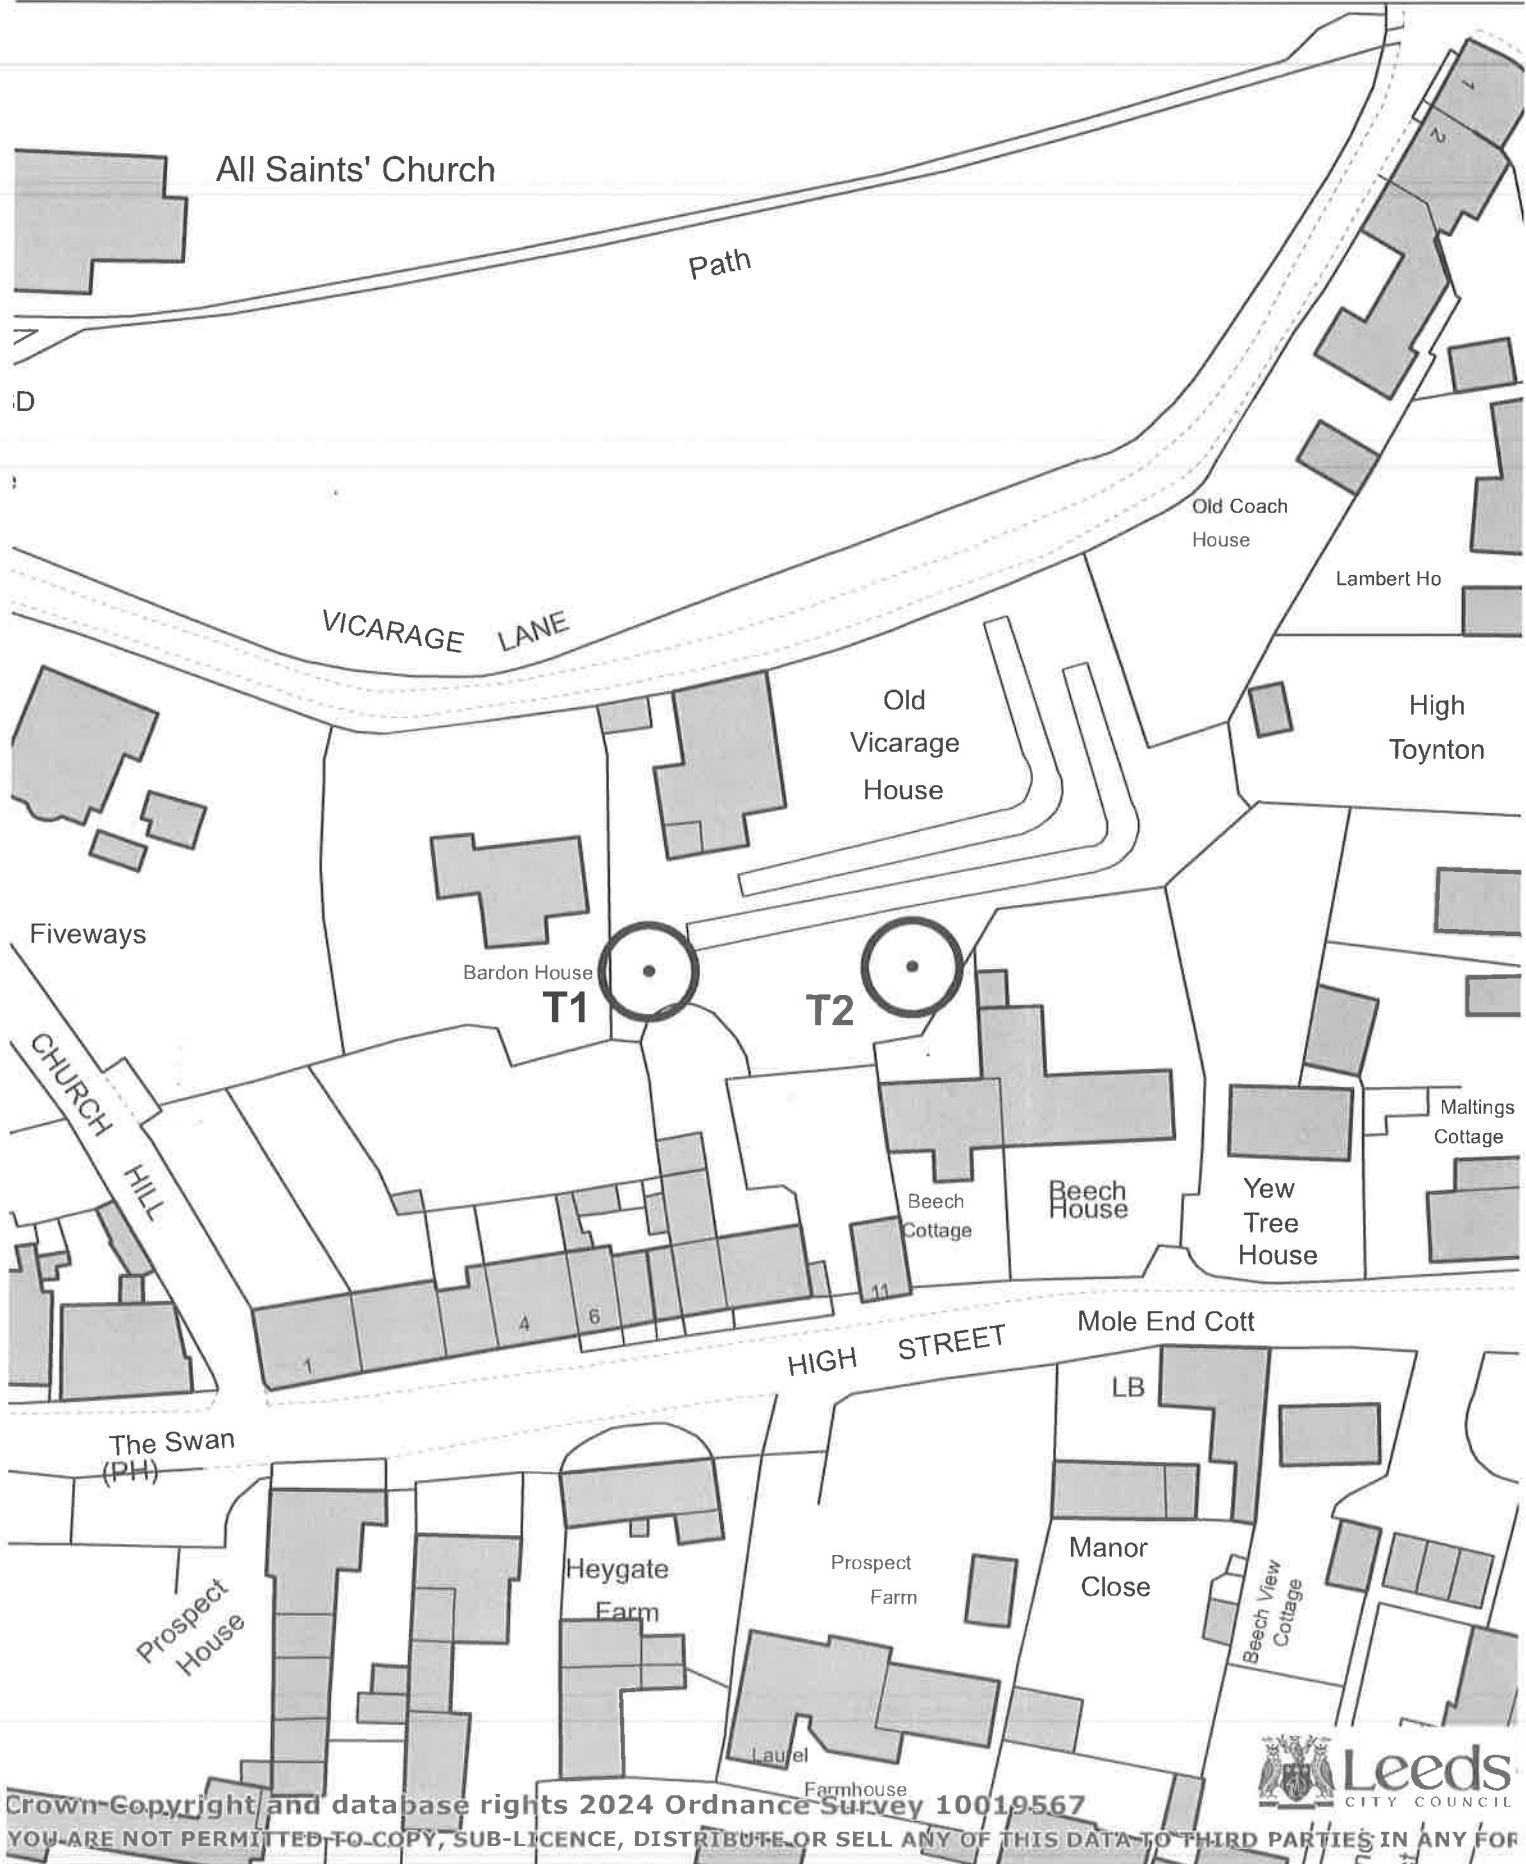 1
2
All Saints' Church
Path
Old Coach
House
Lambert Ho
VICARAGE LANE
Old
Vicarage
House
High
Toynton
Fiveways
Bardon House
T1
T2
CHURCH HILL
Maltings
Cottage
Beech
Cottage
Beech
House
Yew
Tree
House
1
4
6
11
HIGH STREET
Mole End Cott
LB
The Swan
(PH)
Prospect
House
Heygate
Farm
Prospect
Farm
Manor
Close
Beech View
Cottage
Laurel
Farmhouse
Leeds
CITY COUNCIL
Crown Copyright and database rights 2024 Ordnance Survey 10019567
YOU ARE NOT PERMITTED TO COPY, SUB-LICENCE, DISTRIBUTE OR SELL ANY OF THIS DATA TO THIRD PARTIES IN ANY FOR